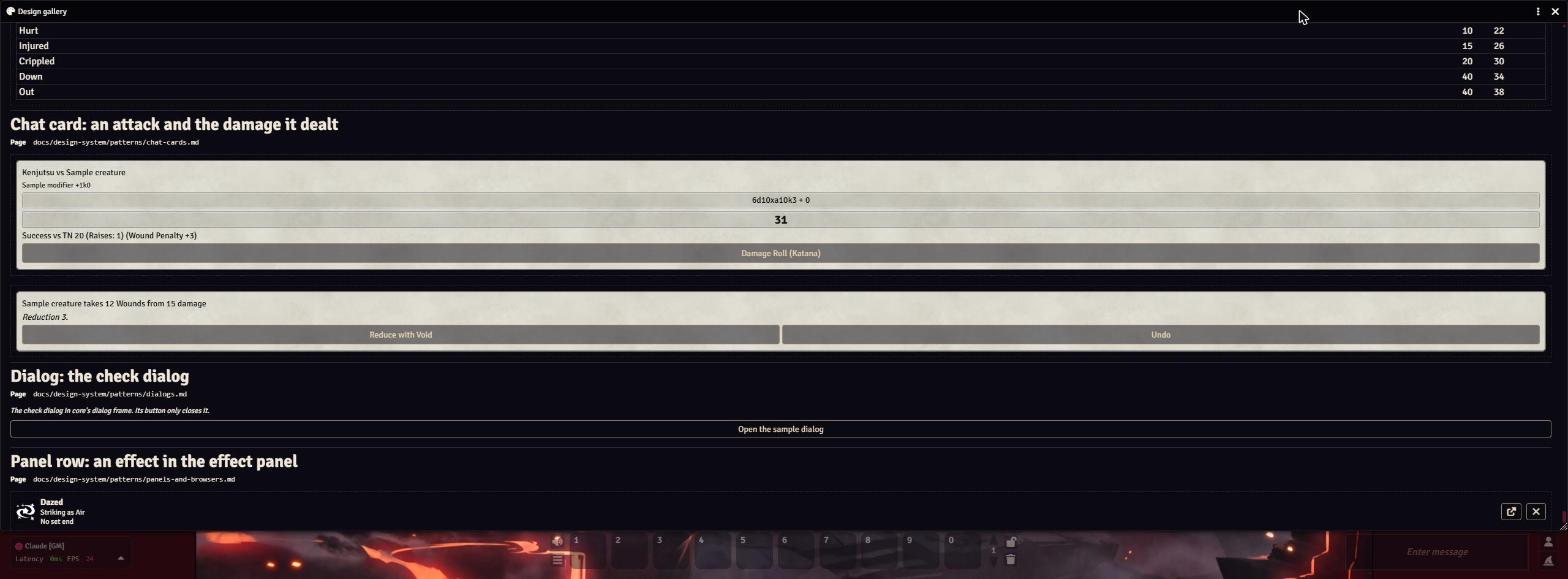 Design gallery
Hurt 10 22
Injured 15 26
Crippled 20 30
Down 40 34
Out 40 38
Chat card: an attack and the damage it dealt
Page docs/design-system/patterns/chat-cards.md
Kenjutsu vs Sample creature
Sample modifier +1k0
6d10xa10k3 + 0
31
Success vs TN 20 (Raises: 1) (Wound Penalty +3)
Damage Roll (Katana)
Sample creature takes 12 Wounds from 15 damage
Reduction 3.
Reduce with Void Undo
Dialog: the check dialog
Page docs/design-system/patterns/dialogs.md
The check dialog in core's dialog frame. Its button only closes it.
Open the sample dialog
Panel row: an effect in the effect panel
Page docs/design-system/patterns/panels-and-browsers.md
Dazed
Striking as Air
No set end
Claude [GM]
Latency 0ms FPS 24
1 2 3 4 5 6 7 8 9 0
1
Enter message